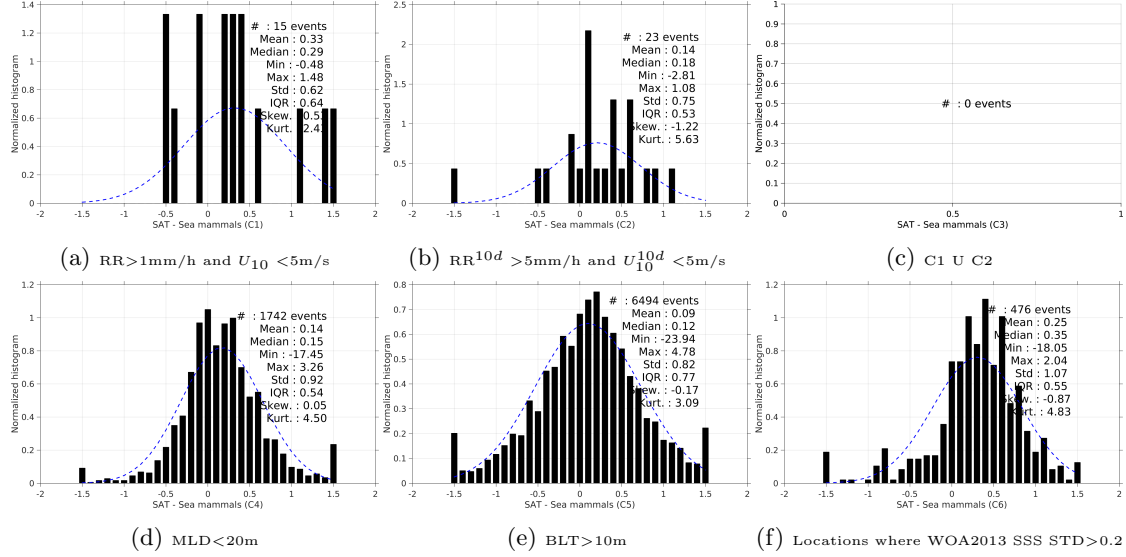 1.4
1.2
1
0.8
0.6
0.4
0.2
0
Normalized histogram
# : 15 events
Mean : 0.33
Median : 0.29
Min : -0.48
Max : 1.48
Std : 0.62
IQR : 0.64
Skew. : 0.5
Kurt. : 2.4
-2 -1.5 -1 -0.5 0 0.5 1 1.5 2
SAT - Sea mammals (C1)
(a) RR>1mm/h and U10 <5m/s
2.5
2
1.5
1
0.5
0
Normalized histogram
# : 23 events
Mean : 0.14
Median : 0.18
Min : -2.81
Max : 1.08
Std : 0.75
IQR : 0.53
Skew. : -1.22
Kurt. : 5.63
-2 -1.5 -1 -0.5 0 0.5 1 1.5 2
SAT - Sea mammals (C2)
(b) RR10d >5mm/h and U10 10d <5m/s
1
0.9
0.8
0.7
0.6
0.5
0.4
0.3
0.2
0.1
0
Normalized histogram
# : 0 events
0 0.5 1
SAT - Sea mammals (C3)
(c) C1 U C2
1.2
1
0.8
0.6
0.4
0.2
0
Normalized histogram
# : 1742 events
Mean : 0.14
Median : 0.15
Min : -17.45
Max : 3.26
Std : 0.92
IQR : 0.54
Skew. : 0.05
Kurt. : 4.50
-2 -1.5 -1 -0.5 0 0.5 1 1.5 2
SAT - Sea mammals (C4)
(d) MLD<20m
0.8
0.7
0.6
0.5
0.4
0.3
0.2
0.1
0
Normalized histogram
# : 6494 events
Mean : 0.09
Median : 0.12
Min : -23.94
Max : 4.78
Std : 0.82
IQR : 0.77
Skew. : -0.17
Kurt. : 3.09
-2 -1.5 -1 -0.5 0 0.5 1 1.5 2
SAT - Sea mammals (C5)
(e) BLT>10m
1.2
1
0.8
0.6
0.4
0.2
0
Normalized histogram
# : 476 events
Mean : 0.25
Median : 0.35
Min : -18.05
Max : 2.04
Std : 1.07
IQR : 0.55
Skew. : -0.87
Kurt. : 4.83
-2 -1.5 -1 -0.5 0 0.5 1 1.5 2
SAT - Sea mammals (C6)
(f) Locations where WOA2013 SSS STD>0.2